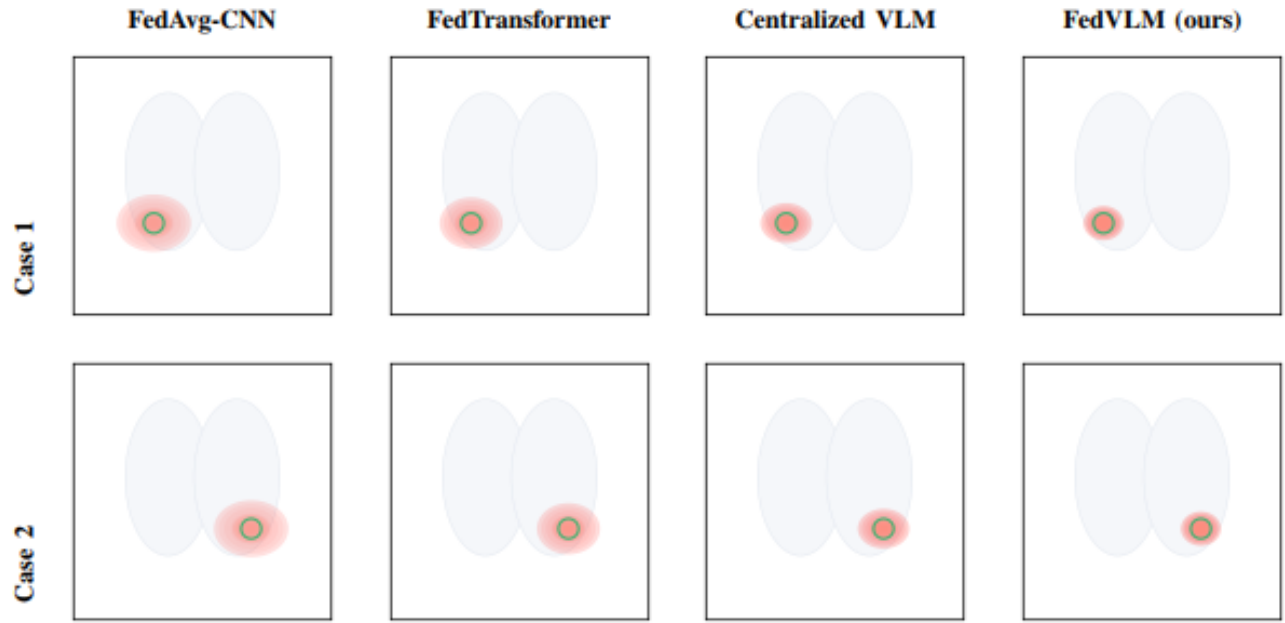 FedAvg-CNN FedTransformer Centralized VLM FedVLM (ours)
Case 1
Case 2